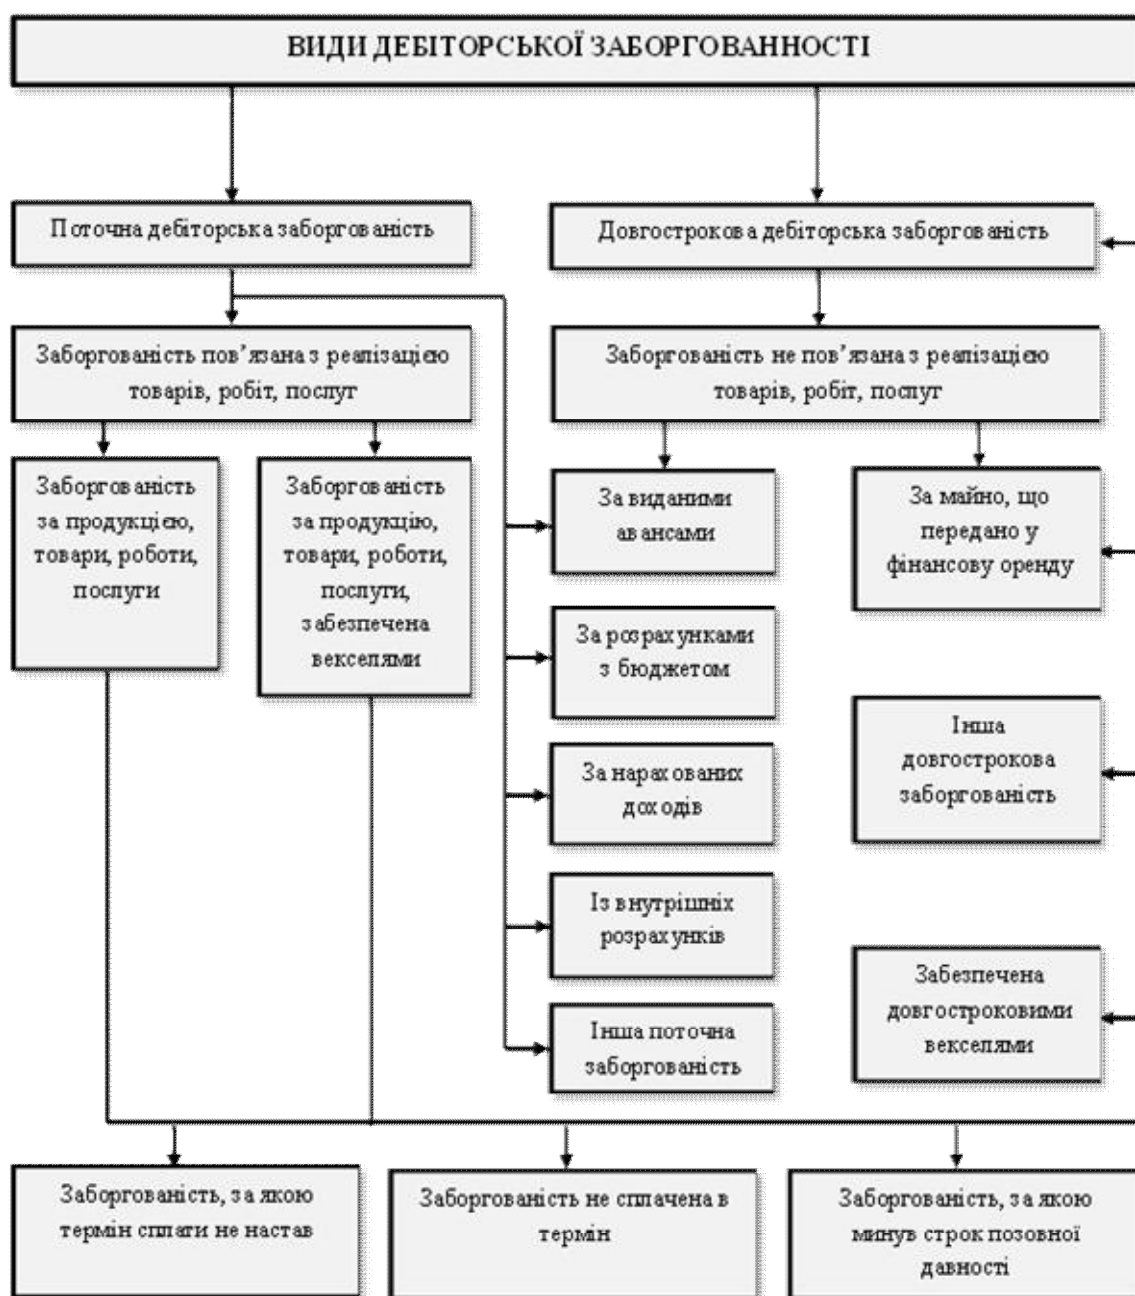 ВИДИ ДЕБІТОРСЬКОЇ ЗАБОРГОВАННОСТІ
Поточна дебіторська заборгованість
Довгострокова дебіторська заборгованість
Заборгованість пов’язана з реалізацією
товарів, робіт, послуг
Заборгованість не пов’язана з реалізацією
товарів, робіт, послуг
Заборгованість
за продукцією,
товари, роботи,
послуги
Заборгованість
за продукцію,
товари, роботи,
послуги,
забезпечена
векселями
За виданими
авансами
За майно, що
передано у
фінансову оренду
За розрахунками
з бюджетом
Інша
довгострокова
заборгованість
За нарахованих
доходів
Із внутрішніх
розрахунків
Забезпечена
довгостроковими
векселями
Інша поточна
заборгованість
Заборгованість, за якою
термін сплати не настав
Заборгованість не сплачена в
термін
Заборгованість, за якою
минув строк позовної
давності